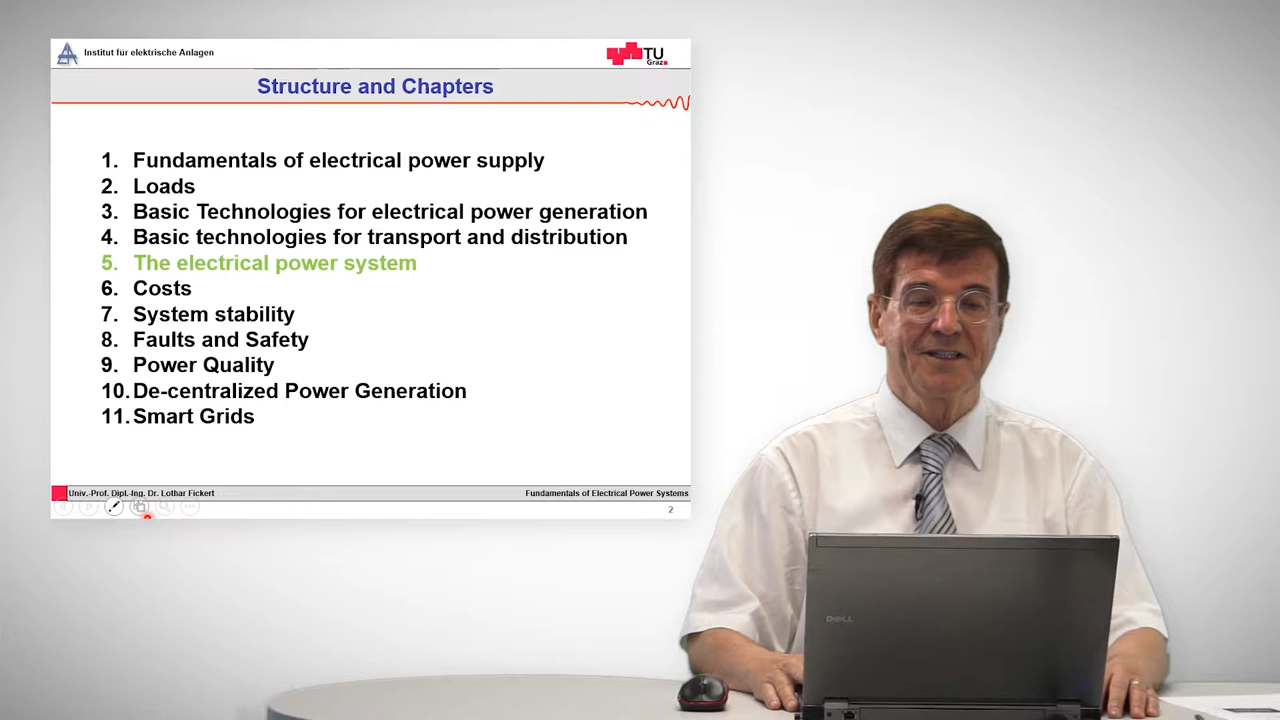 Institut für elektrische Anlagen
TU
Graz
Structure and Chapters
1. Fundamentals of electrical power supply
2. Loads
3. Basic Technologies for electrical power generation
4. Basic technologies for transport and distribution
5. The electrical power system
6. Costs
7. System stability
8. Faults and Safety
9. Power Quality
10. De-centralized Power Generation
11. Smart Grids
Univ.-Prof. Dipl.-Ing. Dr. Lothar Fickert
Fundamentals of Electrical Power Systems
2
DELL